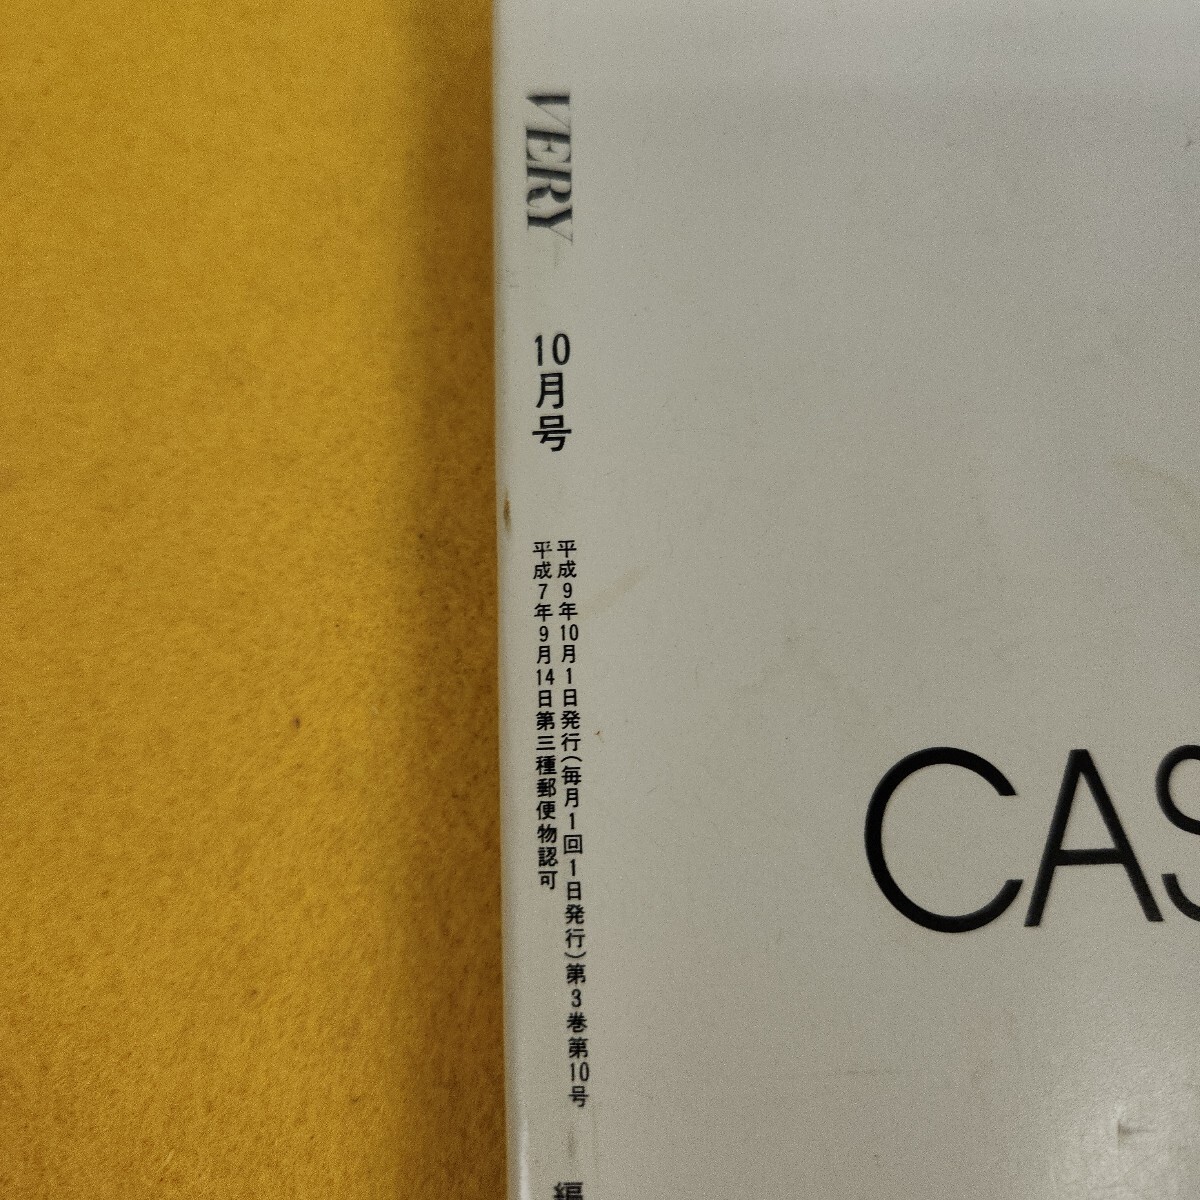 VERY
10月号
平成9年10月1日発行(毎月1回1日発行)第3巻第10号
平成7年9月14日第三種郵便物認可
編
CAS